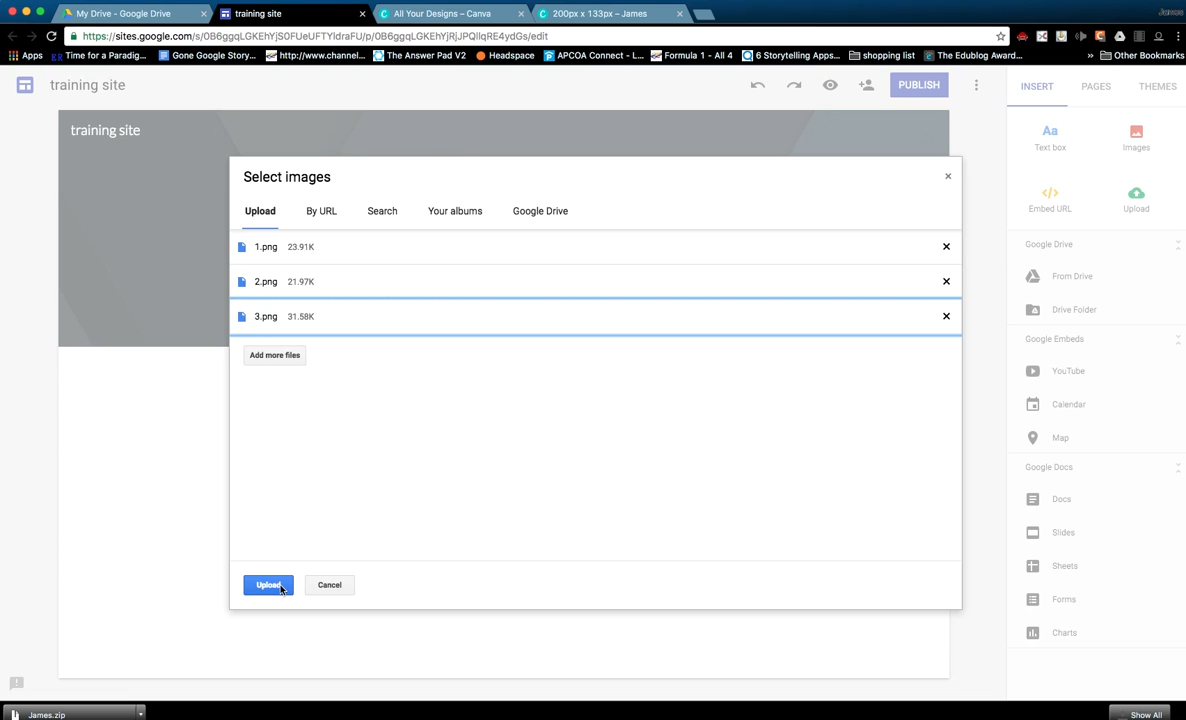 My Drive - Google Drive
training site
All Your Designs – Canva
200px x 133px – James
James
https://sites.google.com/s/0B6ggqLGKEhYjS0FUeUFTYldraFU/p/0B6ggqLGKEhYjRjJPQllqRE4ydGs/edit
Apps
Time for a Paradig...
Gone Google Story...
http://www.channel...
The Answer Pad V2
Headspace
APCOA Connect - L...
Formula 1 - All 4
6 Storytelling Apps...
shopping list
The Edublog Award...
» Other Bookmarks
training site
PUBLISH
INSERT
PAGES
THEMES
training site
Aa
Text box
Images
Embed URL
Upload
Select images
Upload
By URL
Search
Your albums
Google Drive
1.png 23.91K
2.png 21.97K
3.png 31.58K
Add more files
Upload
Cancel
Google Drive
From Drive
Drive Folder
Google Embeds
YouTube
Calendar
Map
Google Docs
Docs
Slides
Sheets
Forms
Charts
James.zip
Show All